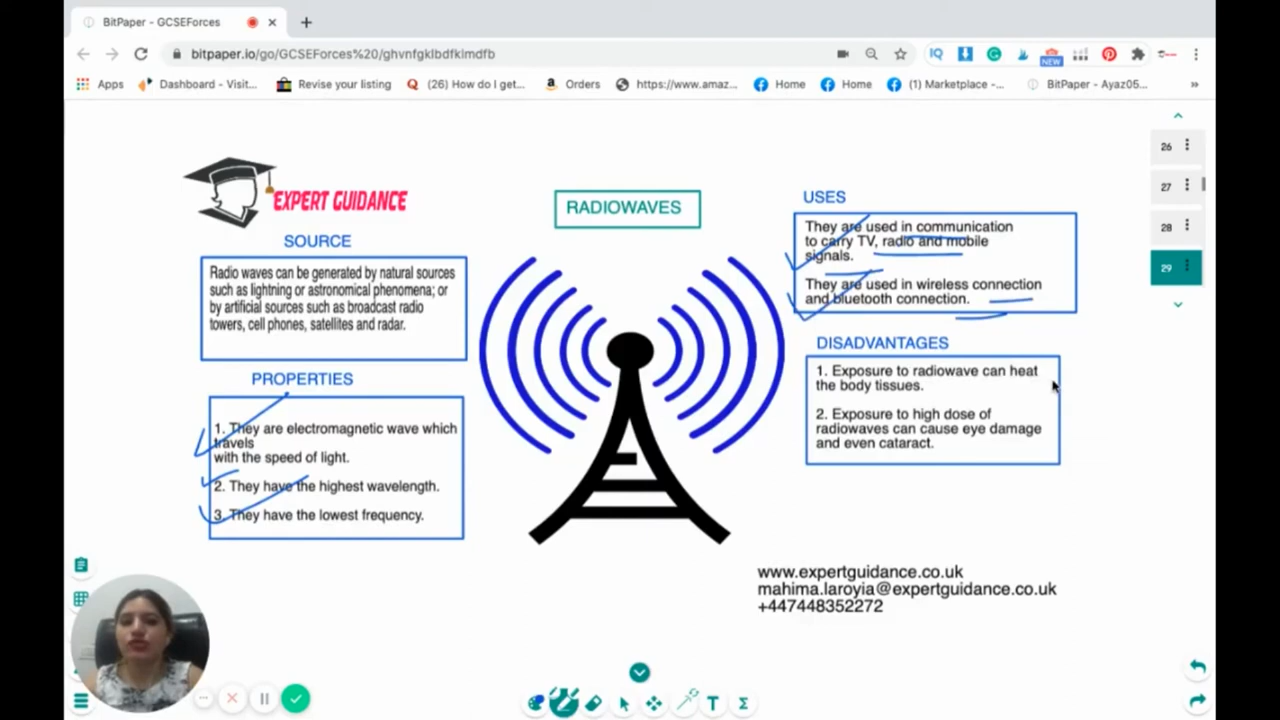 BitPaper - GCSEForces
bitpaper.io/go/GCSEForces%20/ghvnfgklbdfklmdfb
IQ
NEW
Apps
Dashboard - Visit...
Revise your listing
(26) How do I get...
Orders
https://www.amaz...
Home
Home
(1) Marketplace -...
BitPaper - Ayaz05...
»
26
27
28
29
EXPERT GUIDANCE
RADIOWAVES
SOURCE
Radio waves can be generated by natural sources
such as lightning or astronomical phenomena; or
by artificial sources such as broadcast radio
towers, cell phones, satellites and radar.
PROPERTIES
1. They are electromagnetic wave which
travels
with the speed of light.
2. They have the highest wavelength.
3. They have the lowest frequency.
USES
They are used in communication
to carry TV, radio and mobile
signals.
They are used in wireless connection
and bluetooth connection.
DISADVANTAGES
1. Exposure to radiowave can heat
the body tissues.
2. Exposure to high dose of
radiowaves can cause eye damage
and even cataract.
www.expertguidance.co.uk
mahima.laroyia@expertguidance.co.uk
+447448352272
T
Σ